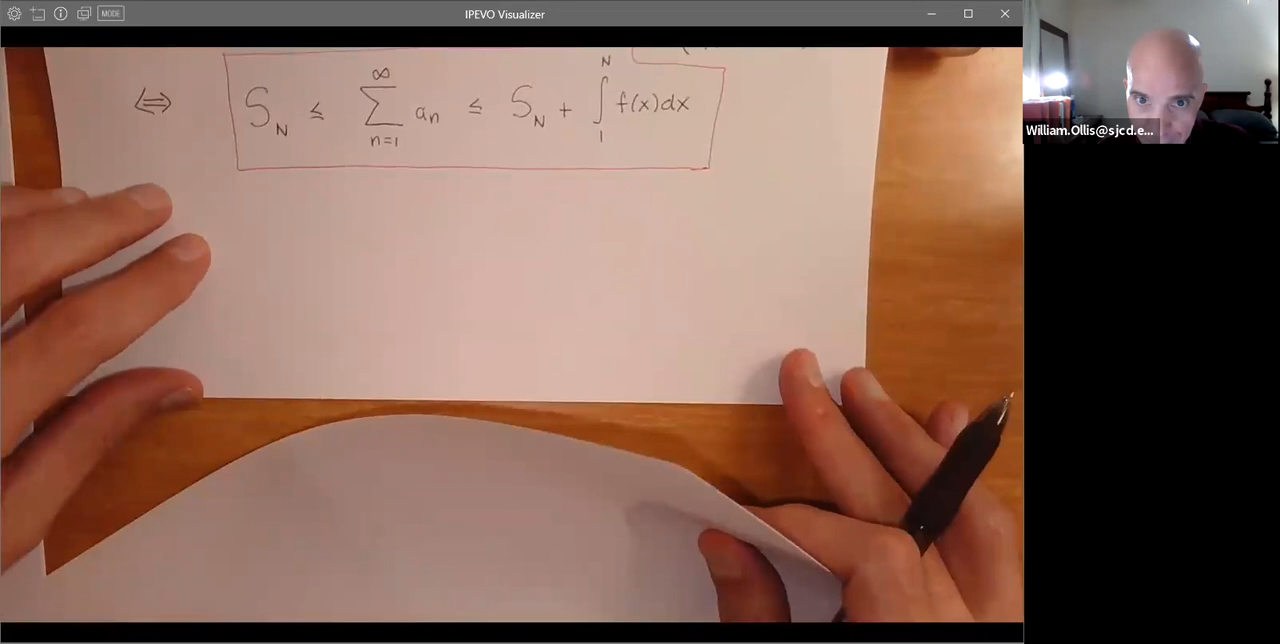 MODE
IPEVO Visualizer
⇔ S_N ≤ ∑_{n=1}^{∞} a_n ≤ S_N + ∫_1^N f(x)dx
William.Ollis@sjcd.e...